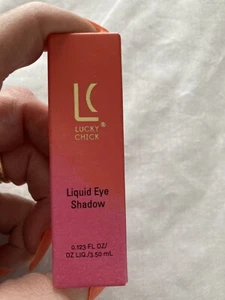 LC
LUCKY®
CHICK
Liquid Eye
Shadow
0.123 FL OZ/
OZ LIQ./3.50 mL